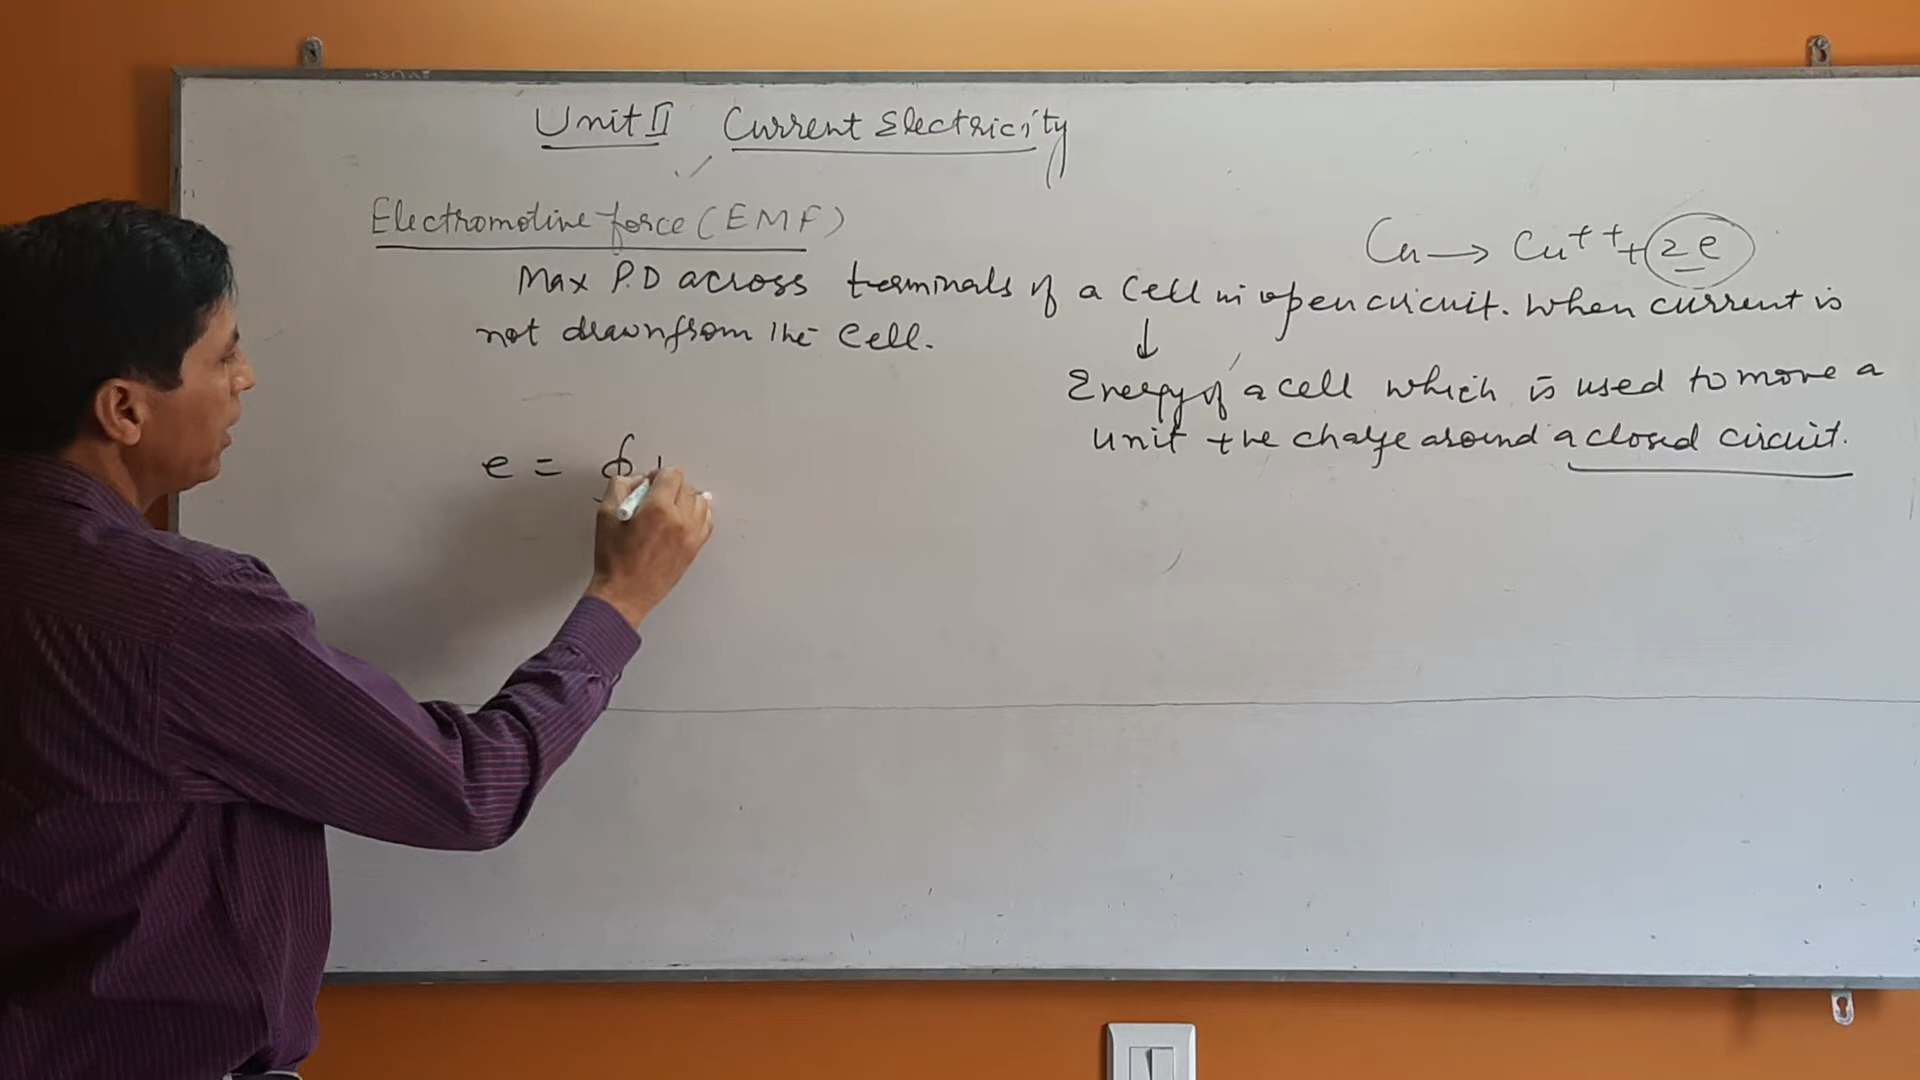 Unit II Current Electricity
Electromotive force (EMF)
Cu → Cu++ + 2e
Max P.D across terminals of a cell in open circuit. When current is
not drawn from the cell.
↓
Energy of a cell which is used to move a
unit +ve charge around a closed circuit.
e = ∮